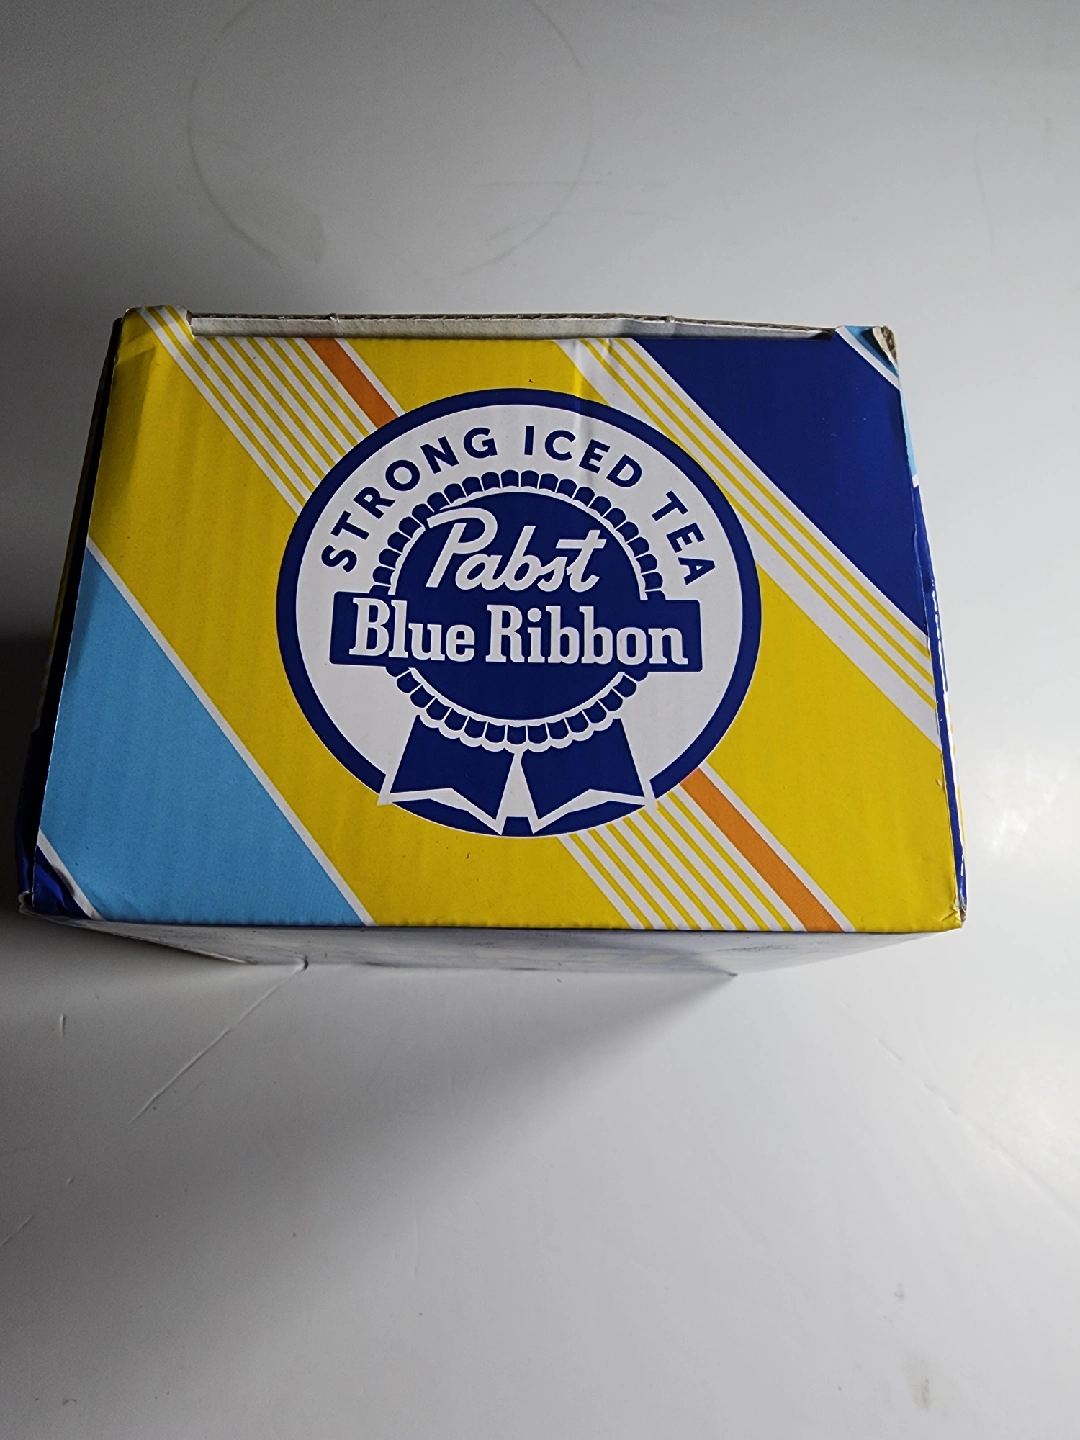 STRONG ICED TEA
Pabst
Blue Ribbon